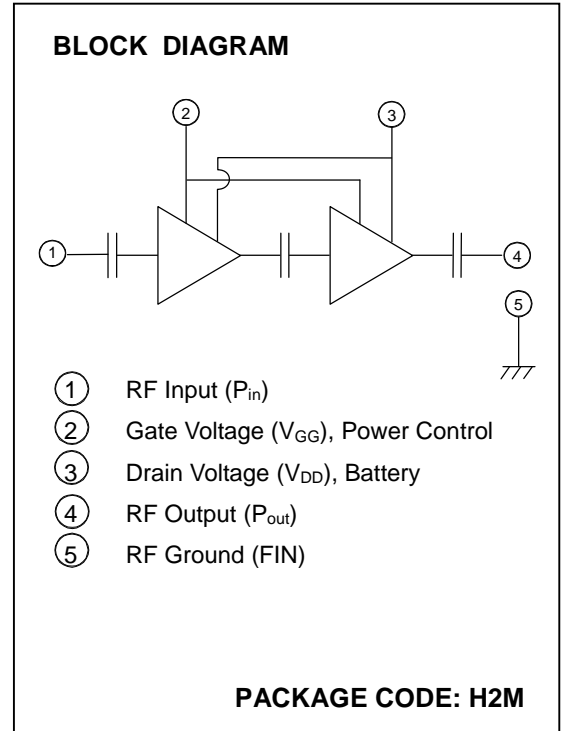 BLOCK DIAGRAM
2
3
1
4
5
1 RF Input (Pin)
2 Gate Voltage (VGG), Power Control
3 Drain Voltage (VDD), Battery
4 RF Output (Pout)
5 RF Ground (FIN)
PACKAGE CODE: H2M